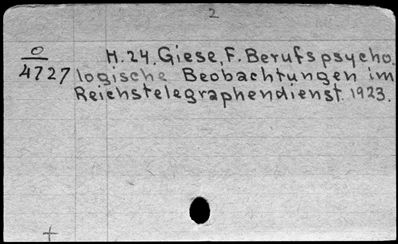 2
O
4727
H. 24. Giese, F. Berufspsycho.
logische Beobachtungen im
Reichstelegraphendienst. 1923.
+